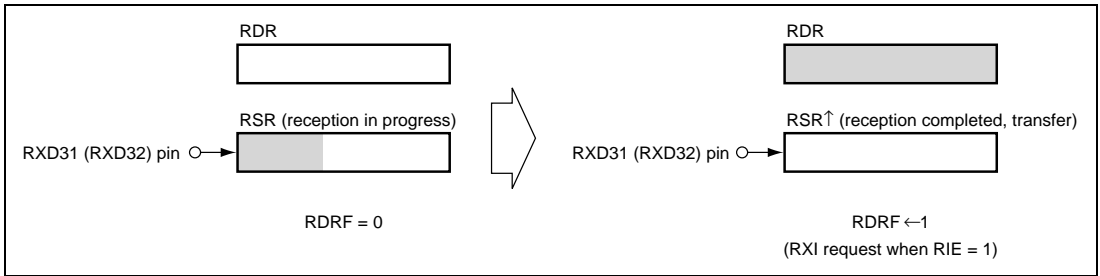 RDR
RSR (reception in progress)
RXD31 (RXD32) pin
RDRF = 0
RDR
RSR↑ (reception completed, transfer)
RXD31 (RXD32) pin
RDRF ←1
(RXI request when RIE = 1)